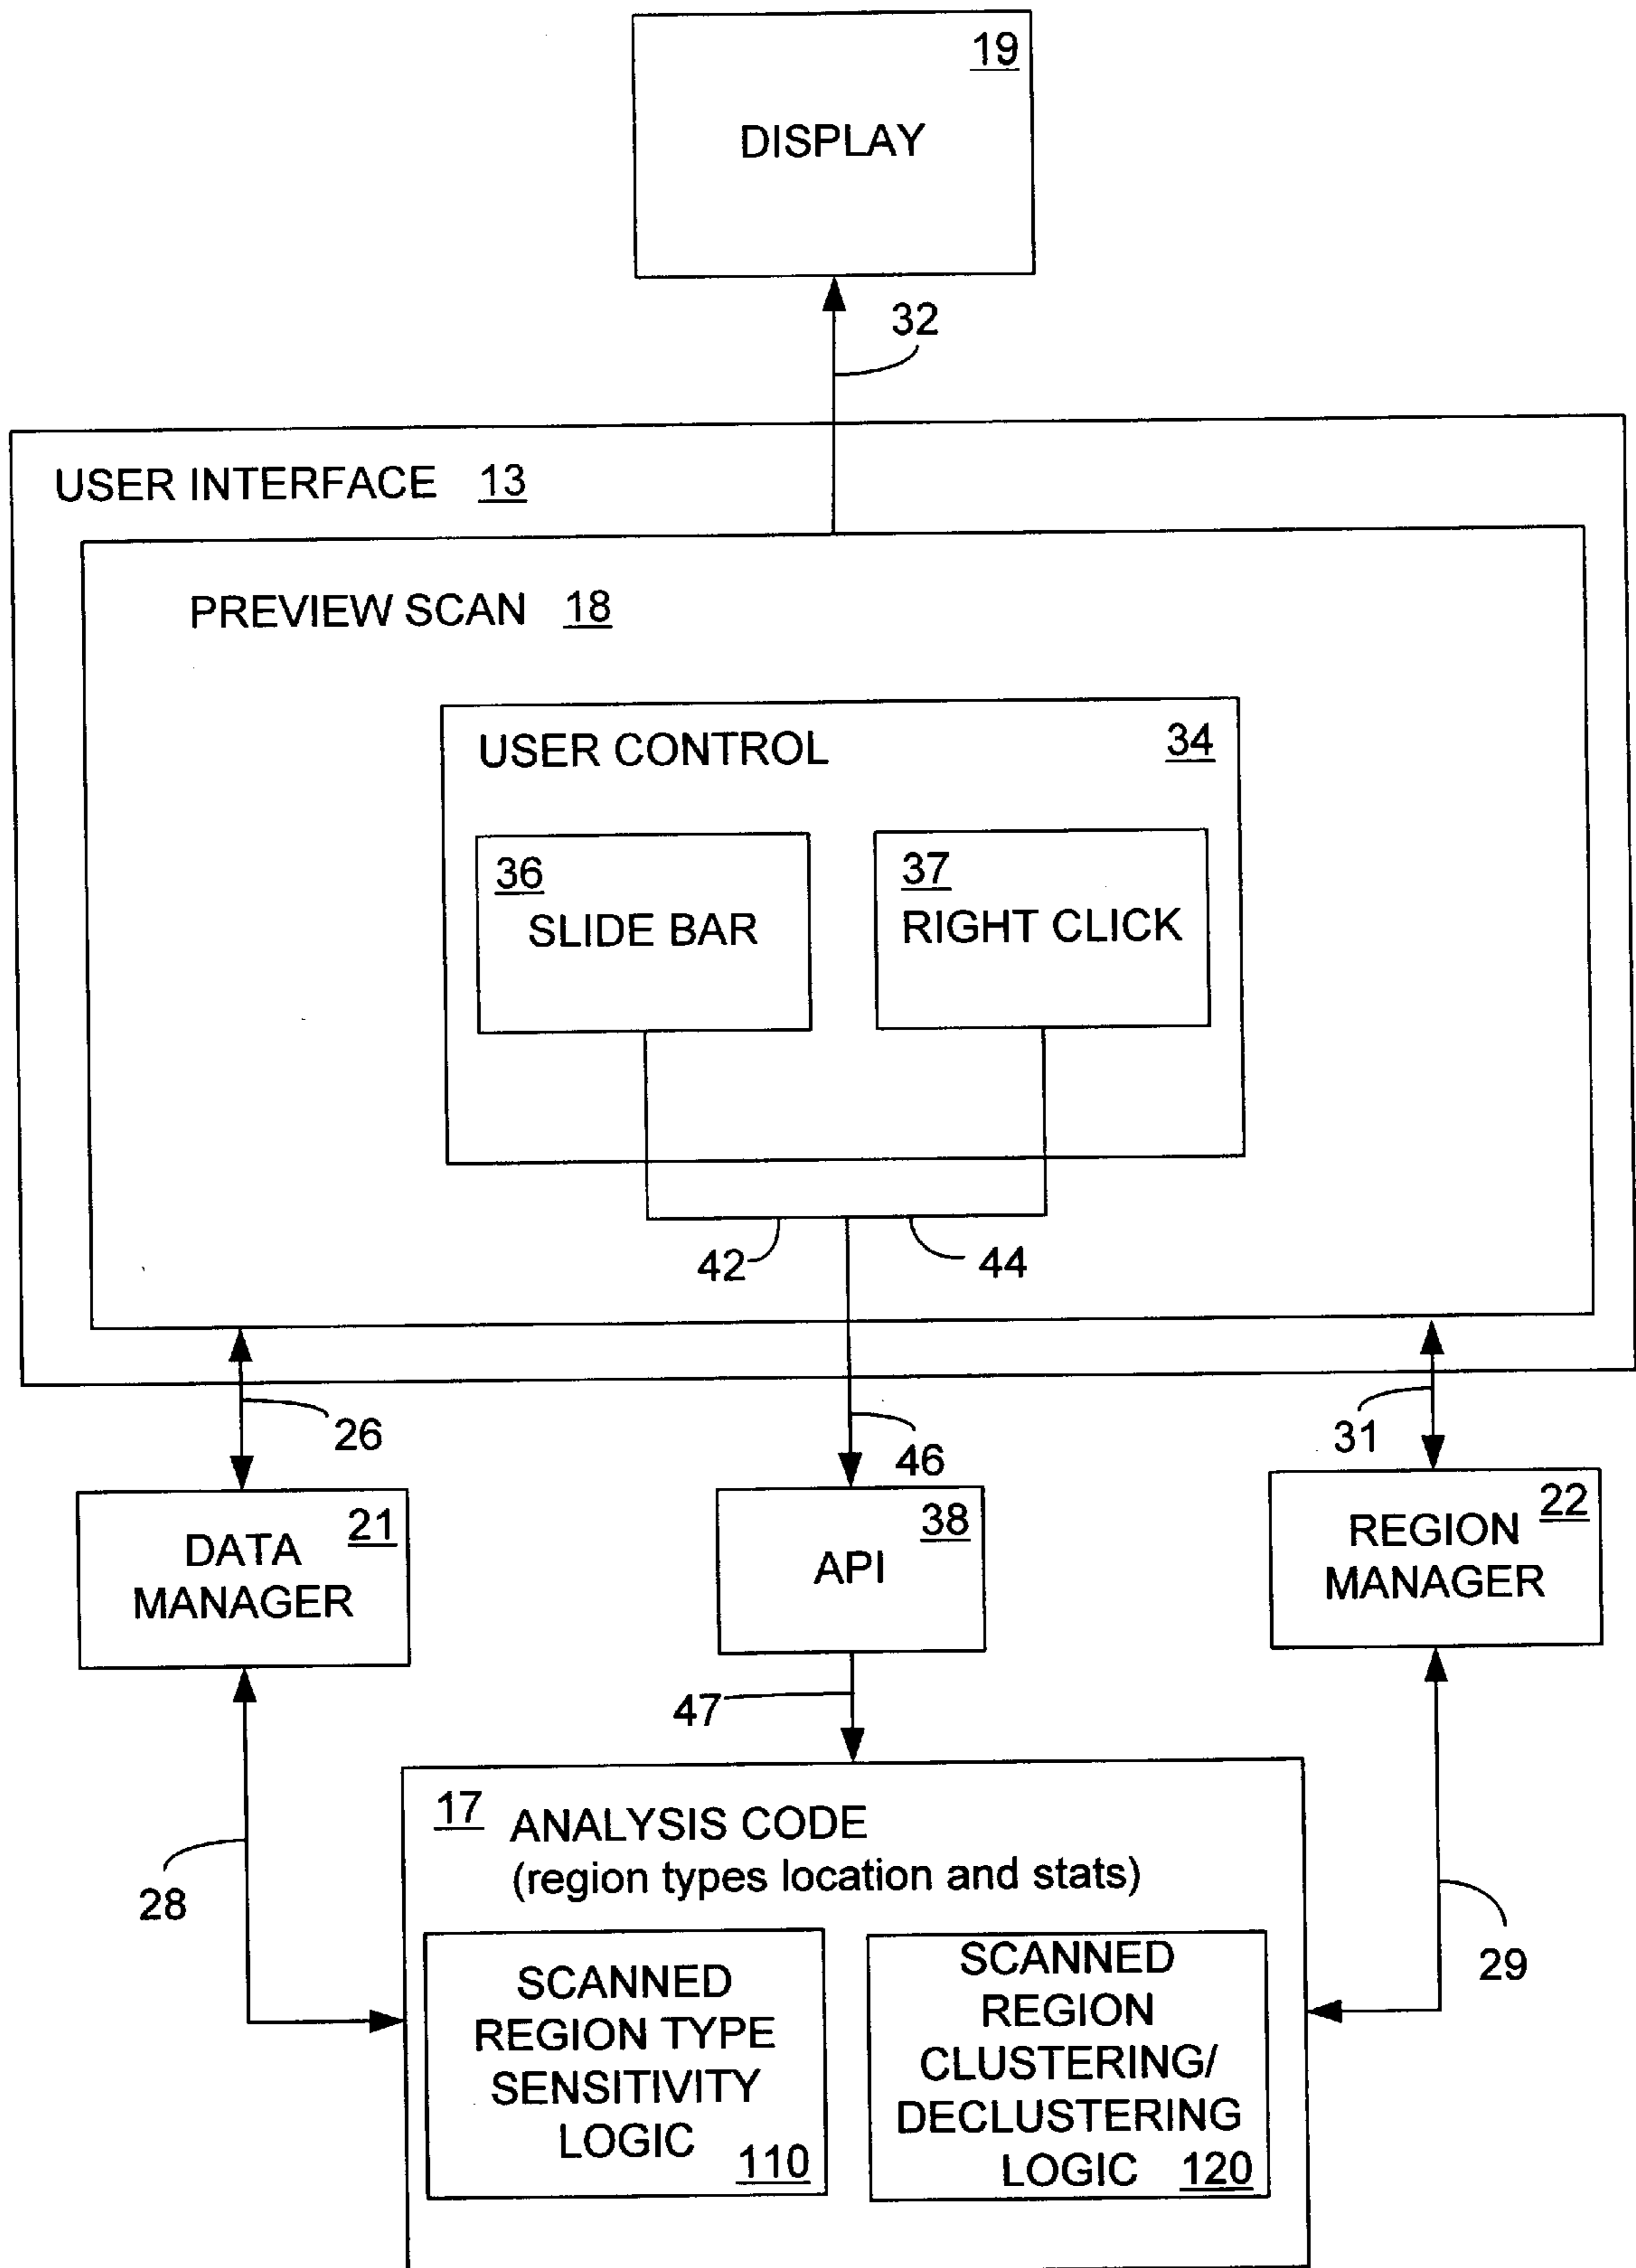 19
DISPLAY
32
USER INTERFACE 13
PREVIEW SCAN 18
USER CONTROL 34
36
SLIDE BAR
37
RIGHT CLICK
42
44
26
46
31
21
DATA
MANAGER
38
API
22
REGION
MANAGER
47
17 ANALYSIS CODE
(region types location and stats)
28
29
SCANNED
REGION TYPE
SENSITIVITY
LOGIC
110
SCANNED
REGION
CLUSTERING/
DECLUSTERING
LOGIC 120